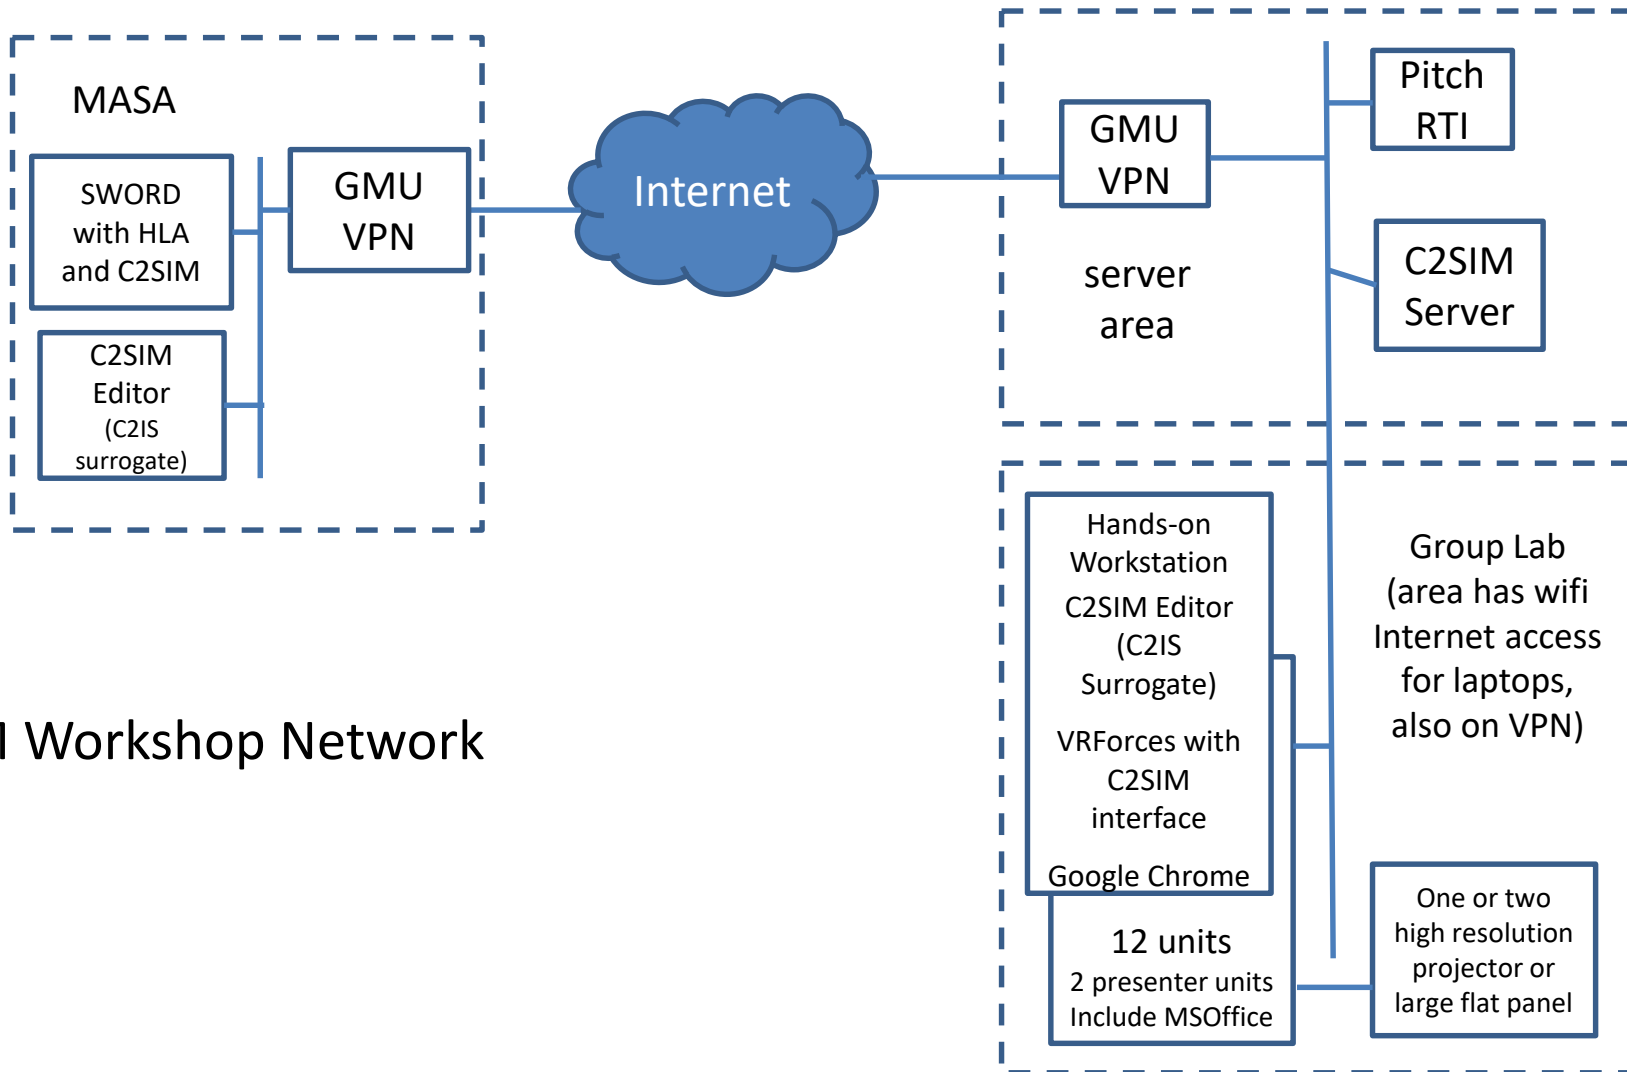 MASA
SWORD
with HLA
and C2SIM
GMU
VPN
C2SIM
Editor
(C2IS
surrogate)
Internet
GMU
VPN
server
area
Pitch
RTI
C2SIM
Server
Workshop Network
Hands-on
Workstation
C2SIM Editor
(C2IS
Surrogate)
VRForces with
C2SIM
interface
Google Chrome
12 units
2 presenter units
Include MSOffice
Group Lab
(area has wifi
Internet access
for laptops,
also on VPN)
One or two
high resolution
projector or
large flat panel